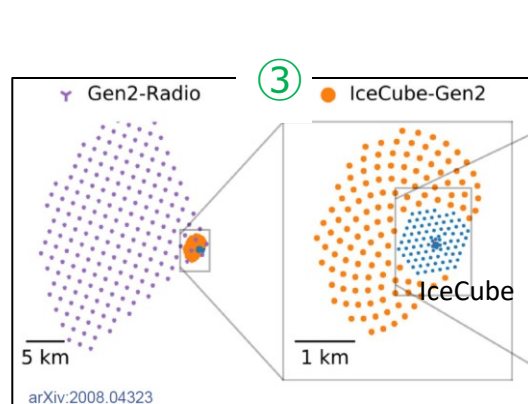 ③
Gen2-Radio
IceCube-Gen2
IceCube
5 km
1 km
arXiv:2008.04323